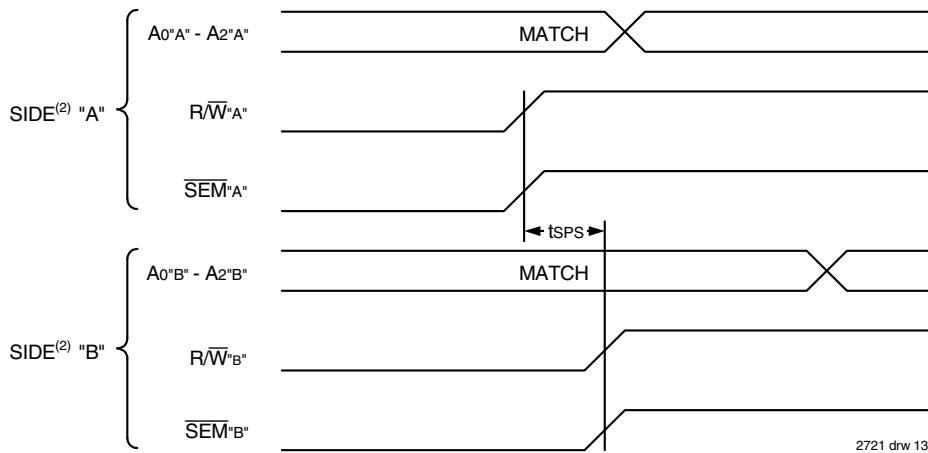 A0"A" - A2"A" MATCH
SIDE(2) "A" R/W"A"
SEM"A"
tSPS
A0"B" - A2"B" MATCH
SIDE(2) "B" R/W"B"
SEM"B"
2721 drw 13